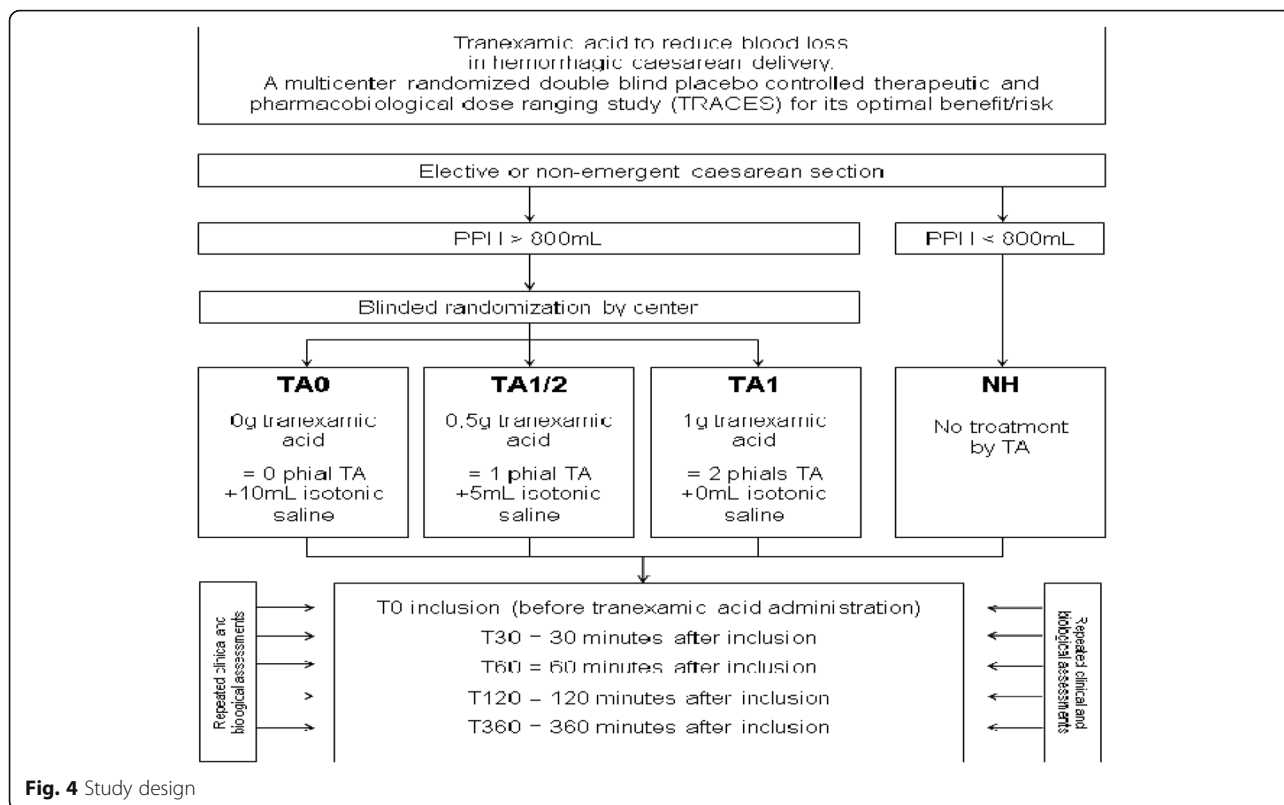 Tranexamic acid to reduce blood loss
in hemorrhagic caesarean delivery.
A multicenter randomized double blind placebo controlled therapeutic and
pharmacobiological dose ranging study (TRACES) for its optimal benefit/risk
Elective or non-emergent caesarean section
PPH > 800mL
PPH < 800mL
Blinded randomization by center
TA0
0g tranexamic
acid
= 0 phial TA
+10mL isotonic
saline
TA1/2
0,5g tranexamic
acid
= 1 phial TA
+5mL isotonic
saline
TA1
1g tranexamic
acid
= 2 phials TA
+0mL isotonic
saline
NH
No treatment
by TA
Repeated clinical and
biological assessments
T0 inclusion (before tranexamic acid administration)
T30 = 30 minutes after inclusion
T60 = 60 minutes after inclusion
T120 = 120 minutes after inclusion
T360 = 360 minutes after inclusion
Repeated clinical and
biological assessments
Fig. 4 Study design